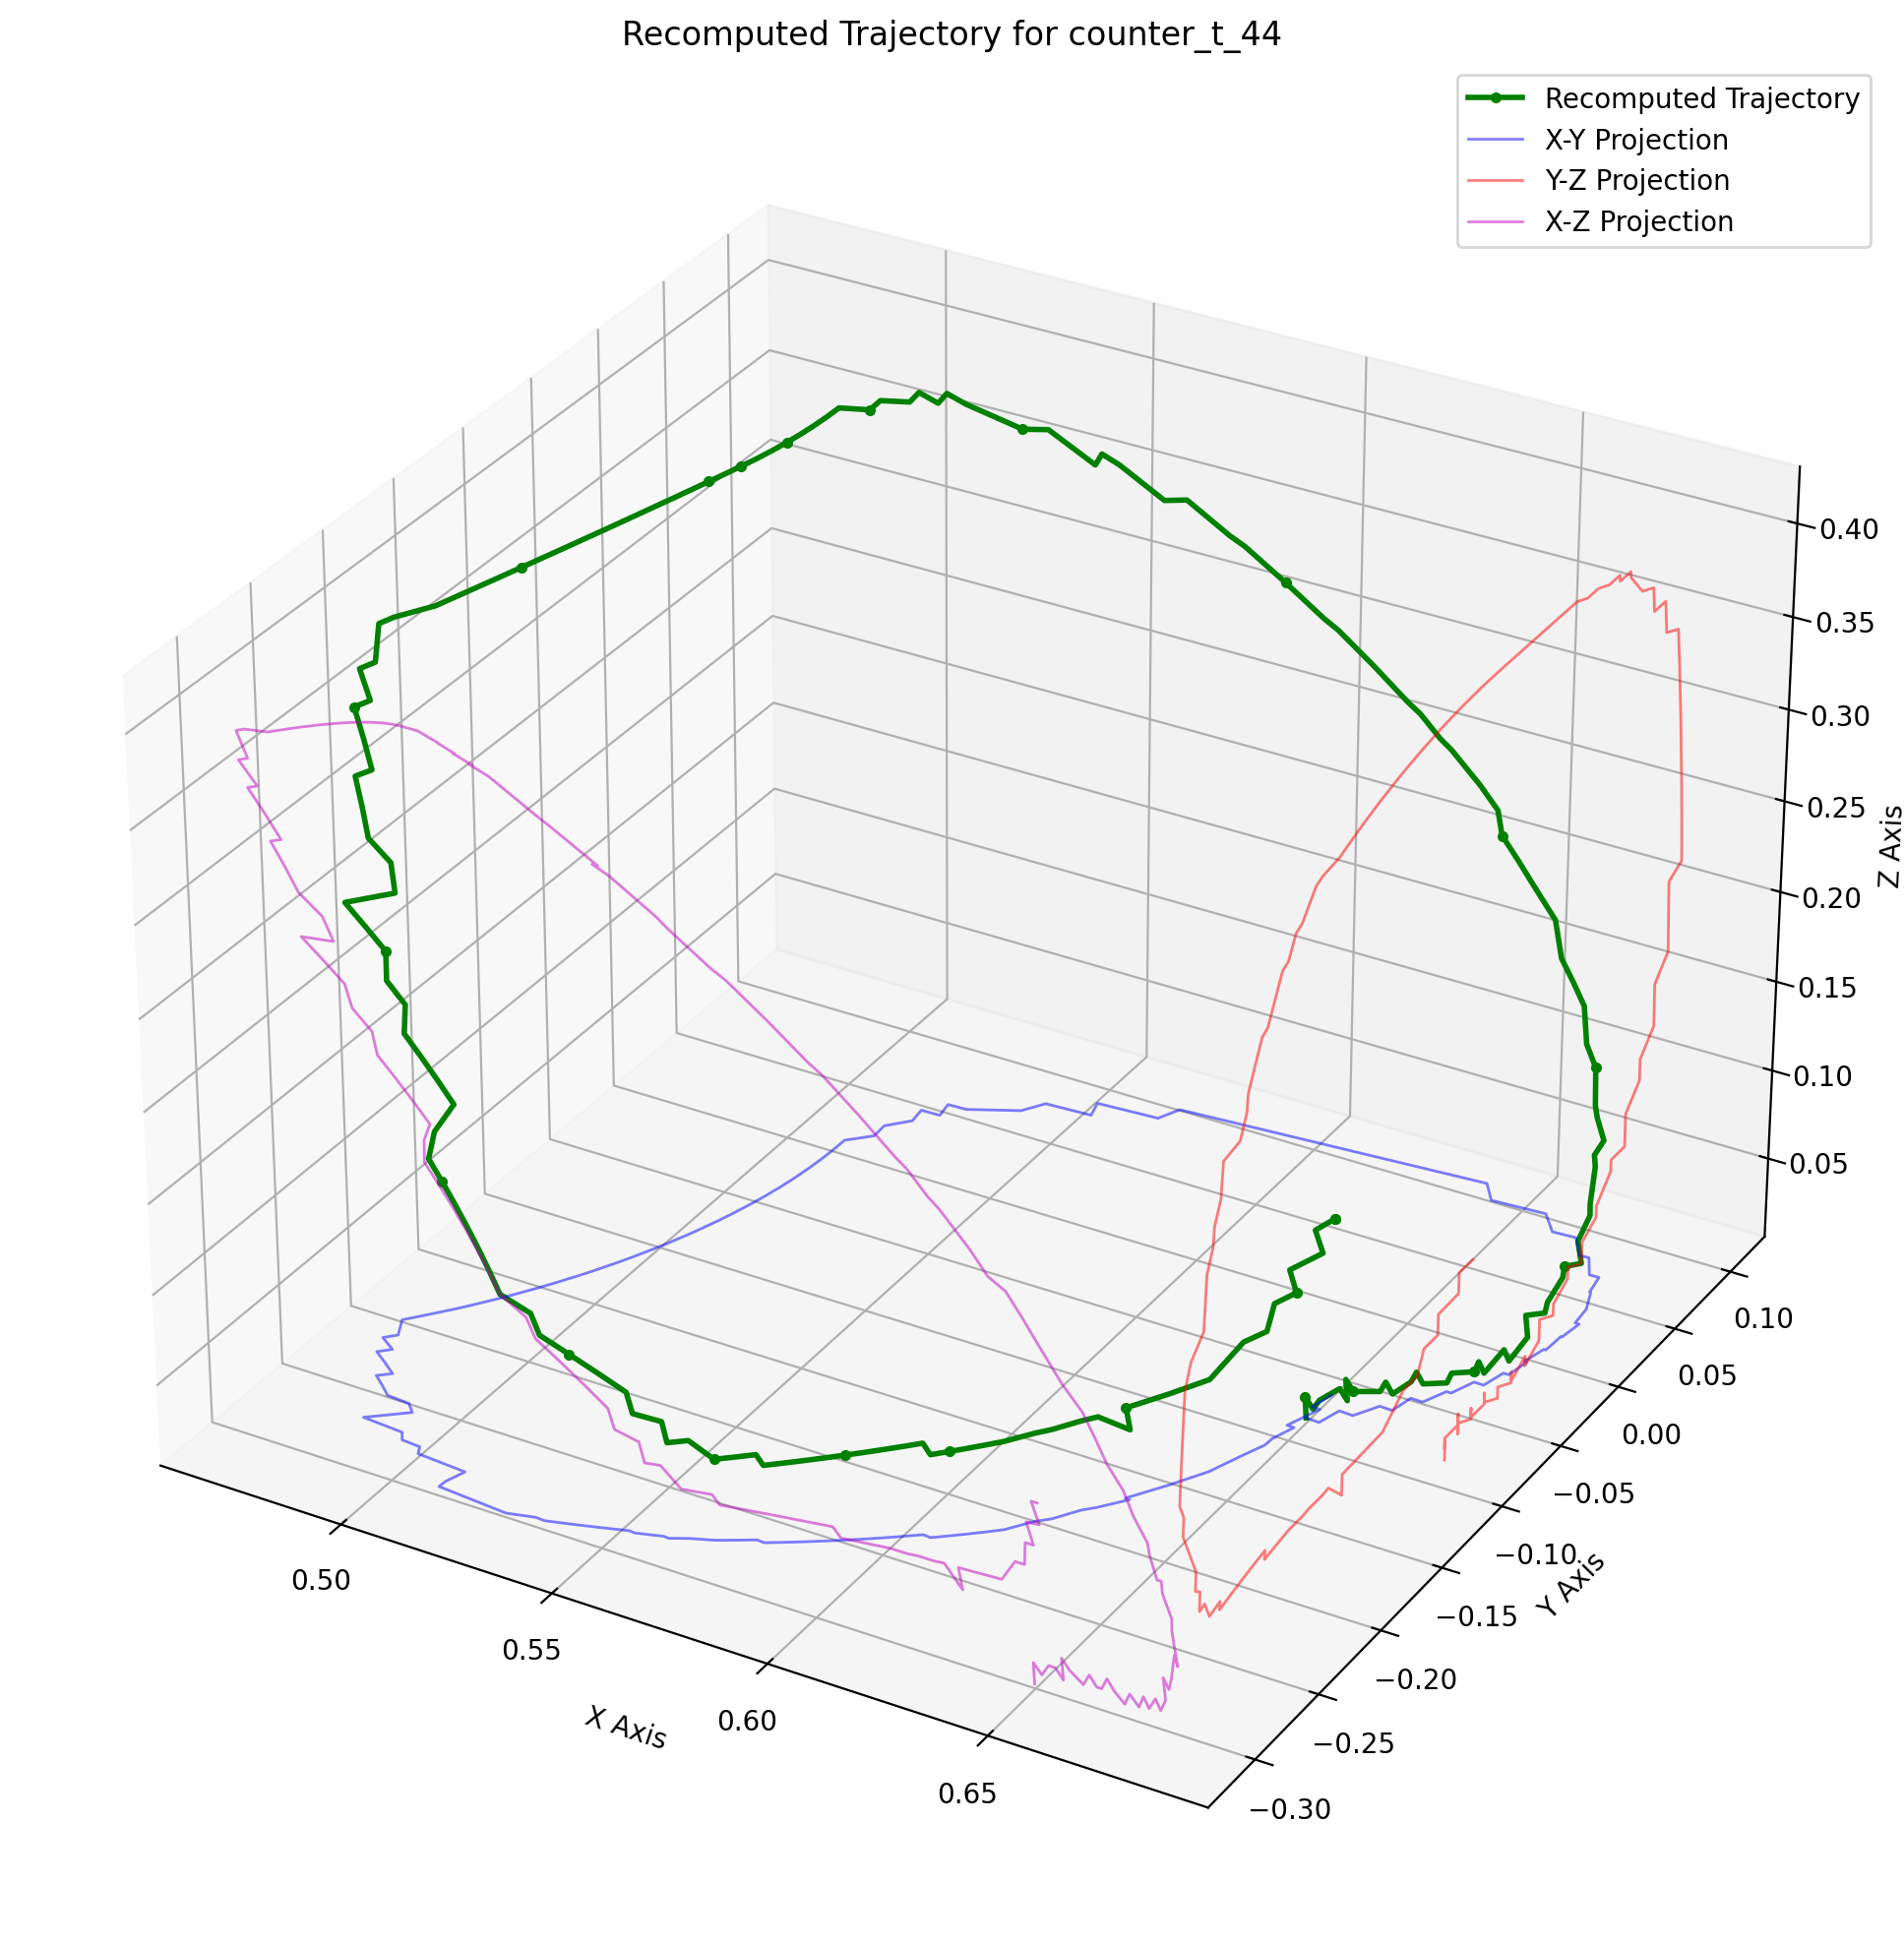 Recomputed Trajectory for counter_t_44
Recomputed Trajectory
X-Y Projection
Y-Z Projection
X-Z Projection
0.40
0.35
0.30
0.25
0.20
0.15
0.10
0.05
Z Axis
0.10
0.05
0.00
−0.05
−0.10
−0.15
−0.20
−0.25
−0.30
Y Axis
0.50
0.55
0.60
0.65
X Axis